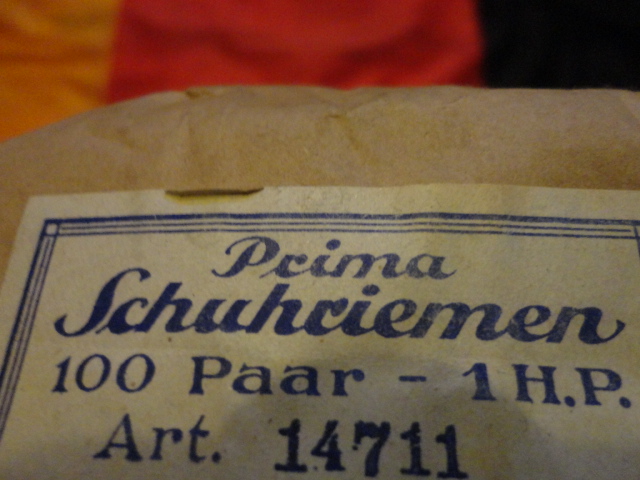 Prima
Schuhriemen
100 Paar - 1 H.P.
Art. 14711